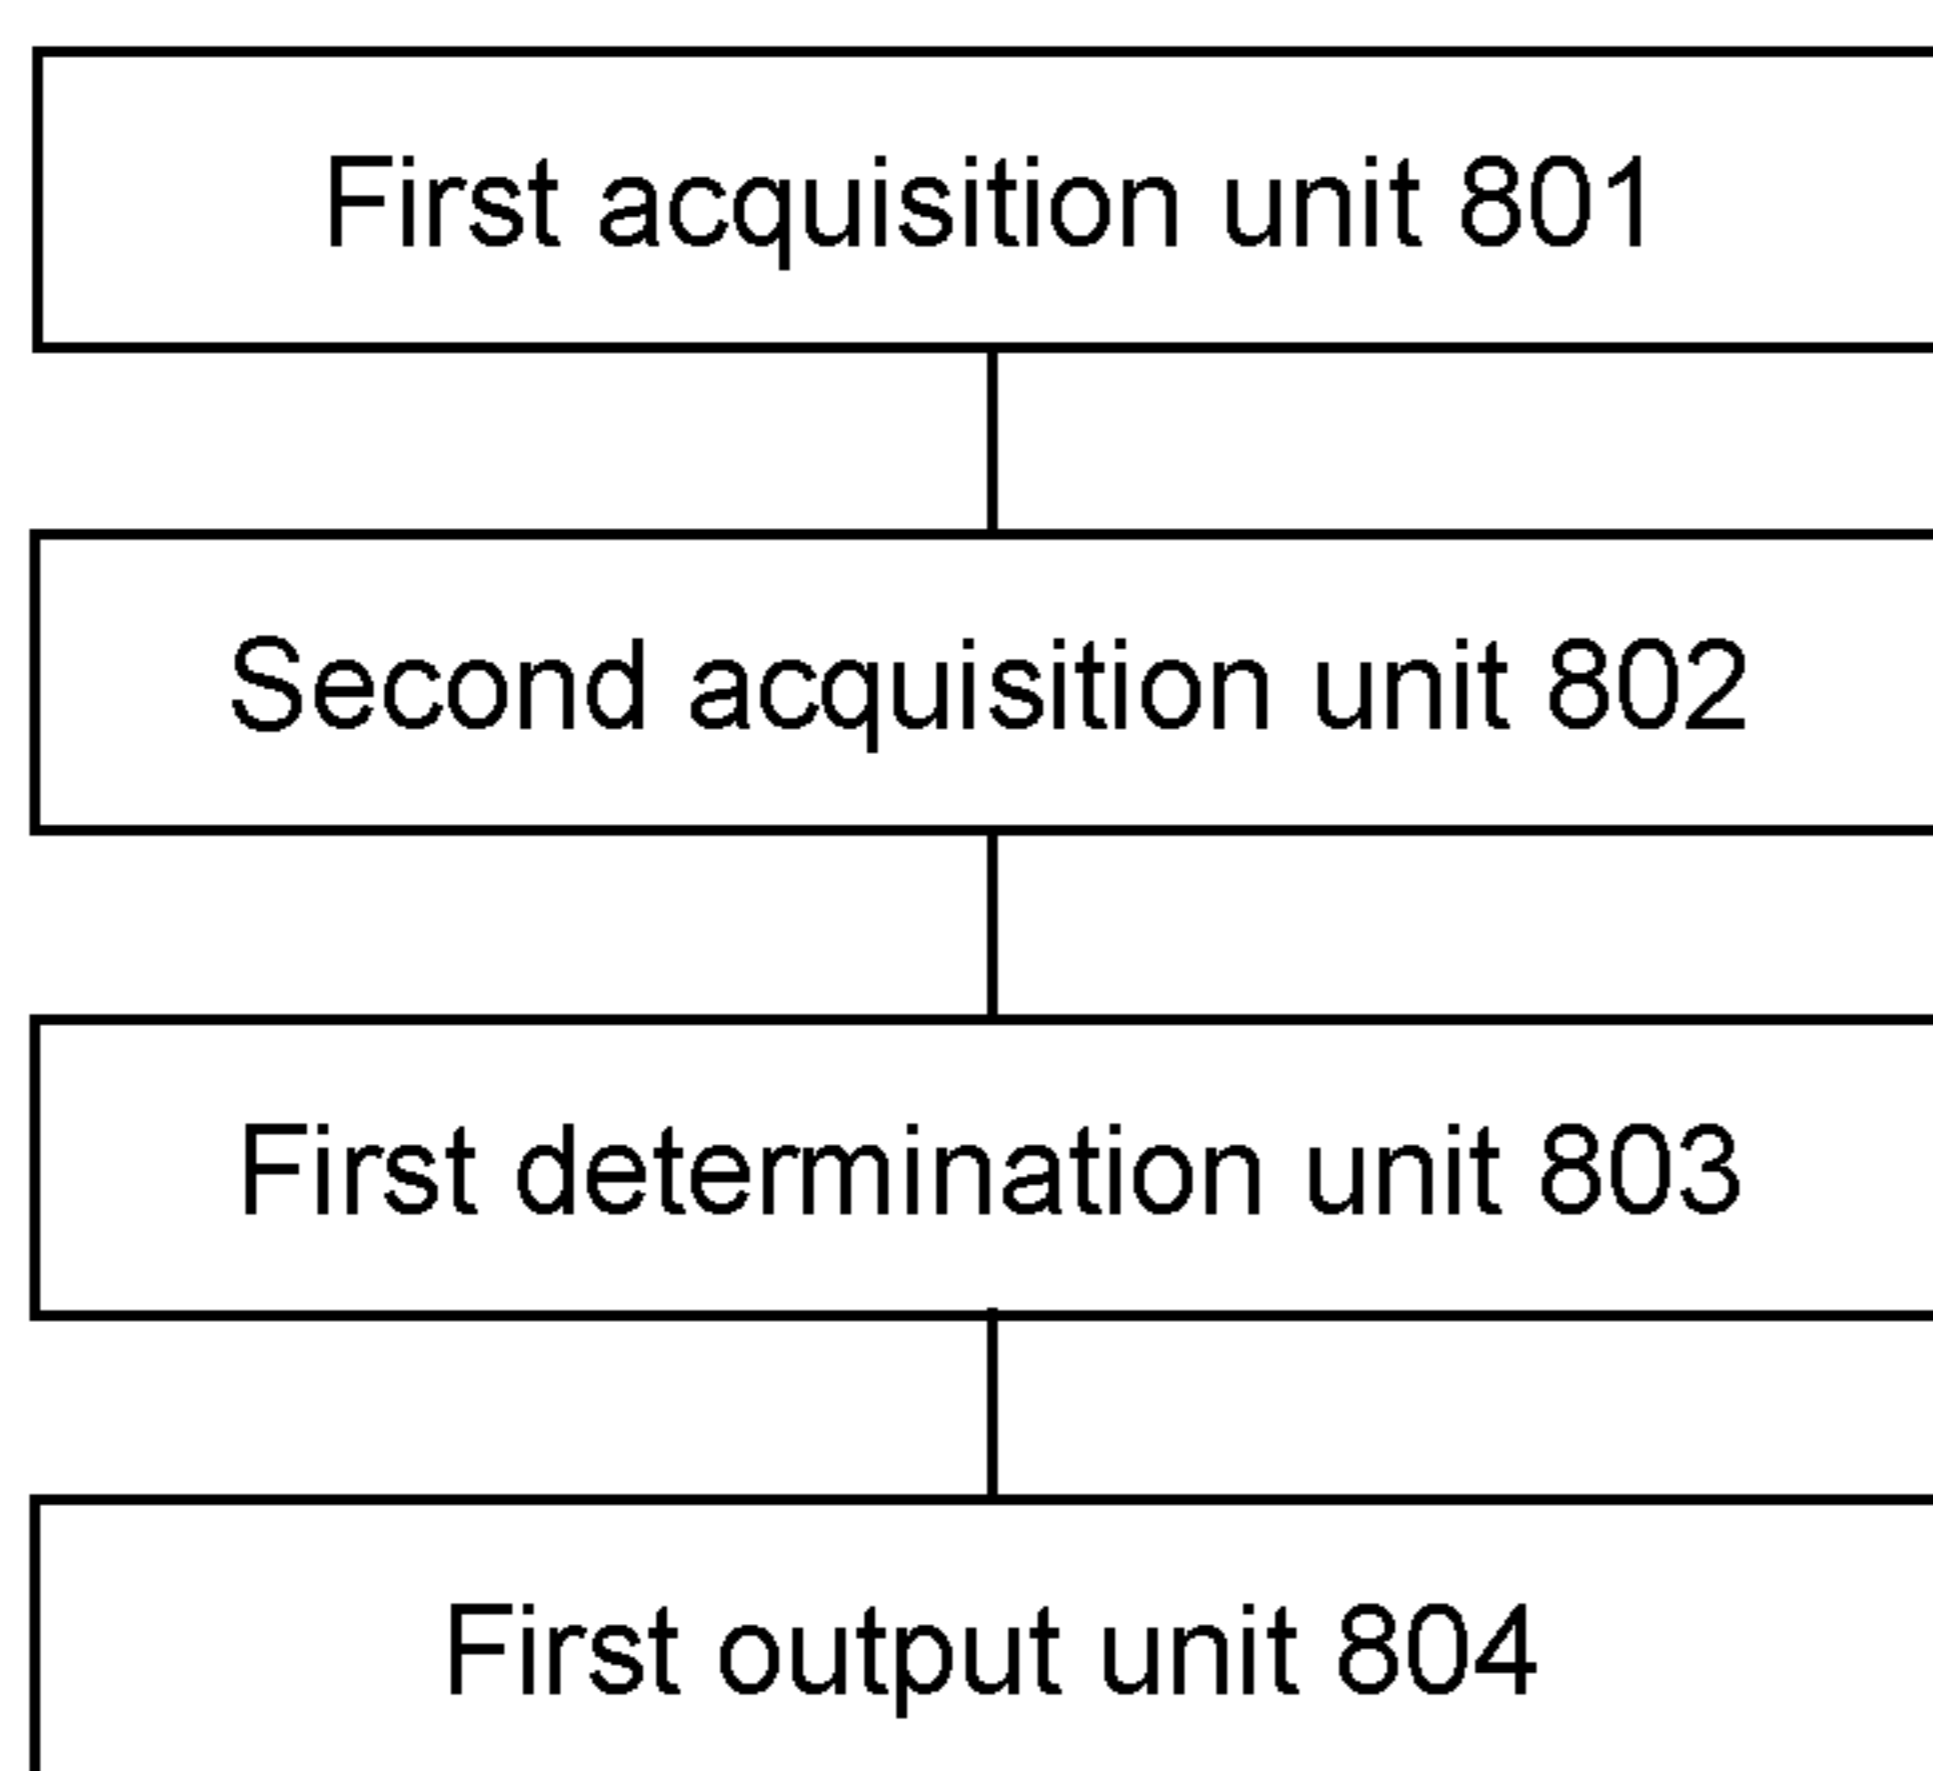 First acquisition unit 801
Second acquisition unit 802
First determination unit 803
First output unit 804